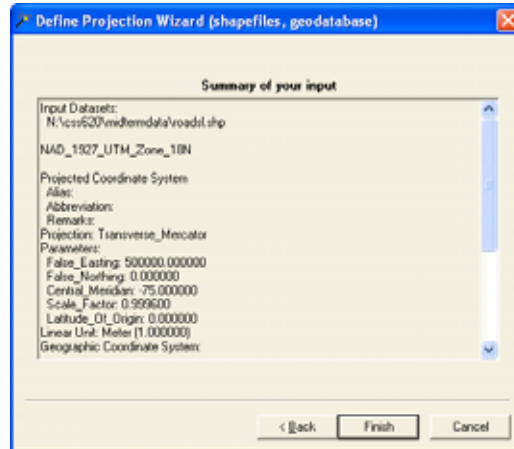 Define Projection Wizard (shapefiles, geodatabase)
Summary of your input
Input Datasets:
N:\css620\midtermdata\roadsl.shp
NAD_1927_UTM_Zone_18N
Projected Coordinate System
Alias:
Abbreviation:
Remarks:
Projection: Transverse_Mercator
Parameters:
False_Easting: 500000.000000
False_Northing: 0.000000
Central_Meridian: -75.000000
Scale_Factor: 0.999600
Latitude_Of_Origin: 0.000000
Linear Unit: Meter (1.000000)
Geographic Coordinate System:
< Back Finish Cancel